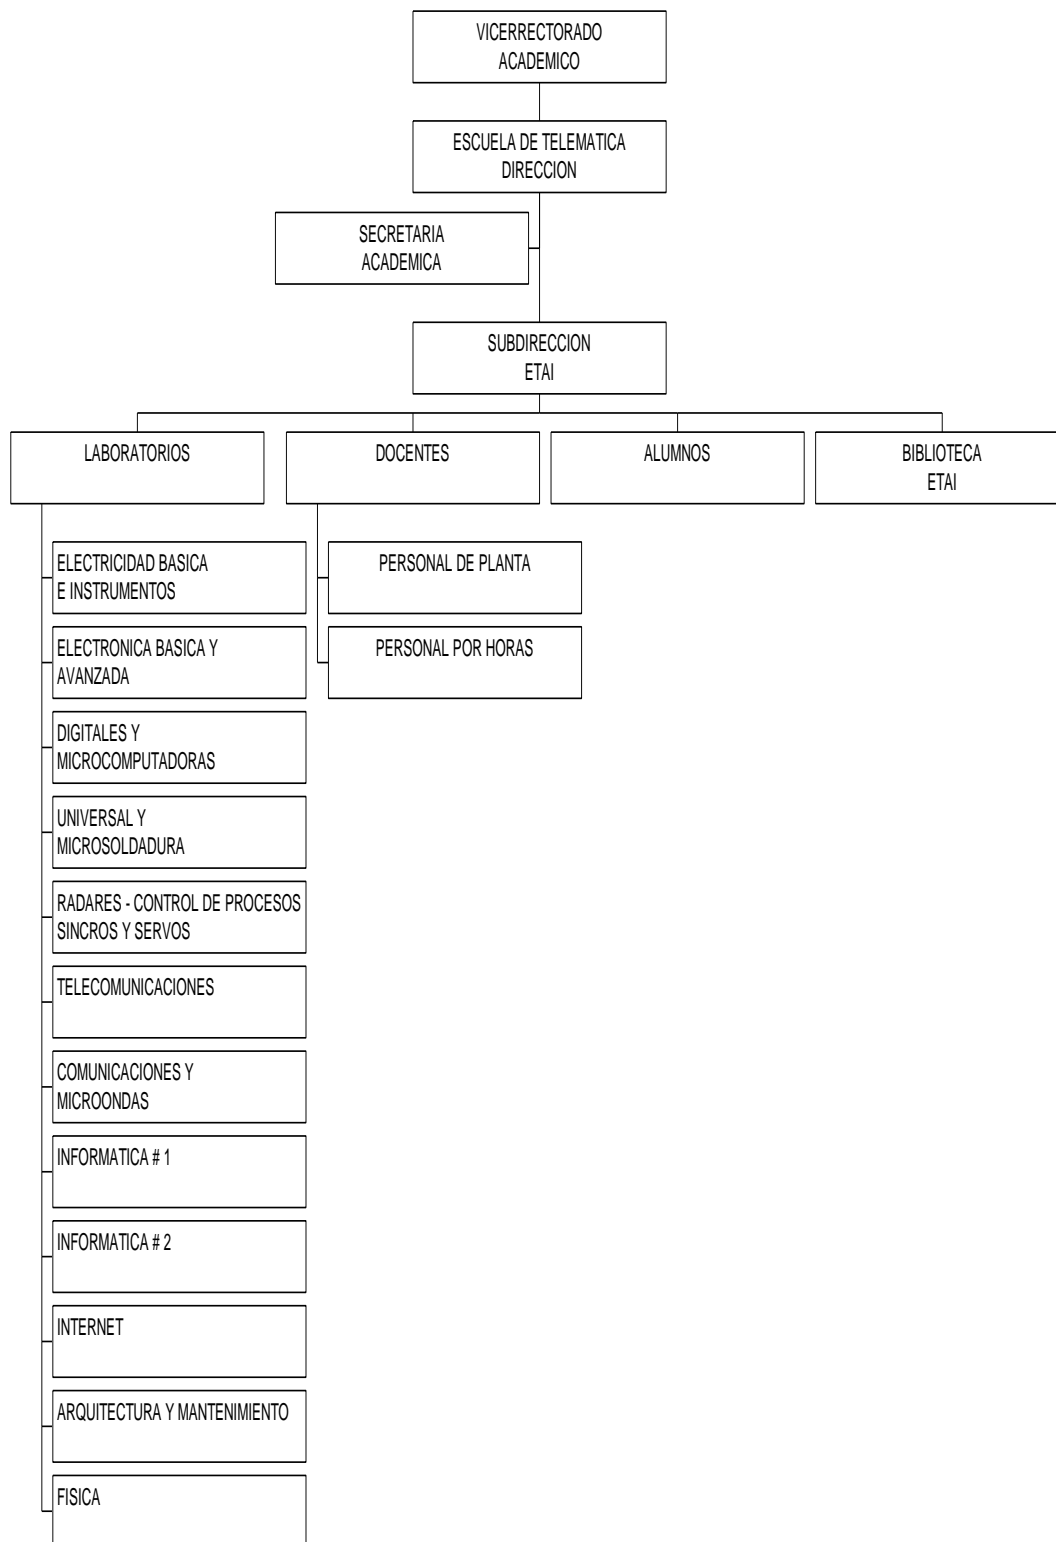 VICERRECTORADO
ACADEMICO
ESCUELA DE TELEMATICA
DIRECCION
SECRETARIA
ACADEMICA
SUBDIRECCION
ETAI
LABORATORIOS
DOCENTES
ALUMNOS
BIBLIOTECA
ETAI
ELECTRICIDAD BASICA
E INSTRUMENTOS
ELECTRONICA BASICA Y
AVANZADA
DIGITALES Y
MICROCOMPUTADORAS
UNIVERSAL Y
MICROSOLDADURA
RADARES - CONTROL DE PROCESOS
SINCROS Y SERVOS
TELECOMUNICACIONES
COMUNICACIONES Y
MICROONDAS
INFORMATICA # 1
INFORMATICA # 2
INTERNET
ARQUITECTURA Y MANTENIMIENTO
FISICA
PERSONAL DE PLANTA
PERSONAL POR HORAS